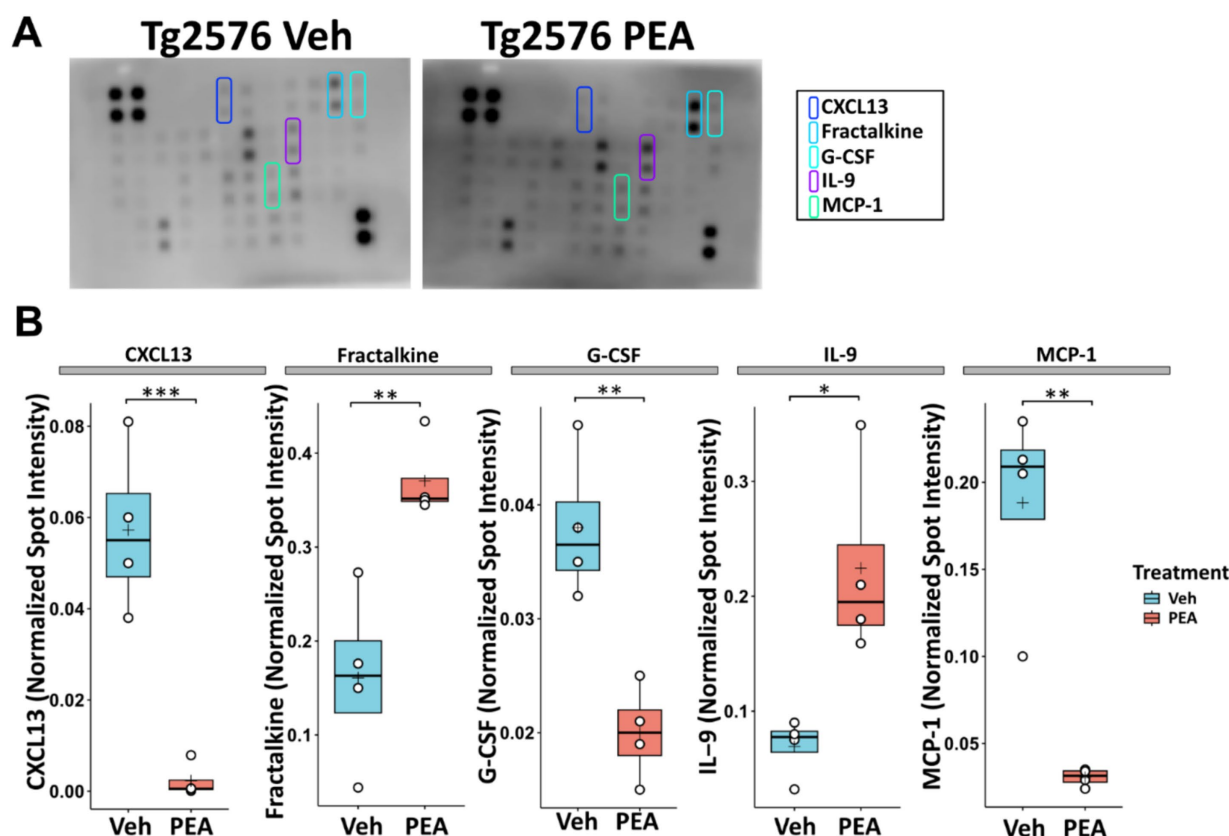 A
Tg2576 Veh
Tg2576 PEA
CXCL13
Fractalkine
G-CSF
IL-9
MCP-1
B
CXCL13
Fractalkine
G-CSF
IL-9
MCP-1
***
**
**
*
**
CXCL13 (Normalized Spot Intensity)
0.08
0.06
0.04
0.02
0.00
Veh PEA
Fractalkine (Normalized Spot Intensity)
0.4
0.3
0.2
0.1
Veh PEA
G-CSF (Normalized Spot Intensity)
0.04
0.03
0.02
Veh PEA
IL–9 (Normalized Spot Intensity)
0.3
0.2
0.1
Veh PEA
MCP-1 (Normalized Spot Intensity)
0.20
0.15
0.10
0.05
Veh PEA
Treatment
Veh
PEA